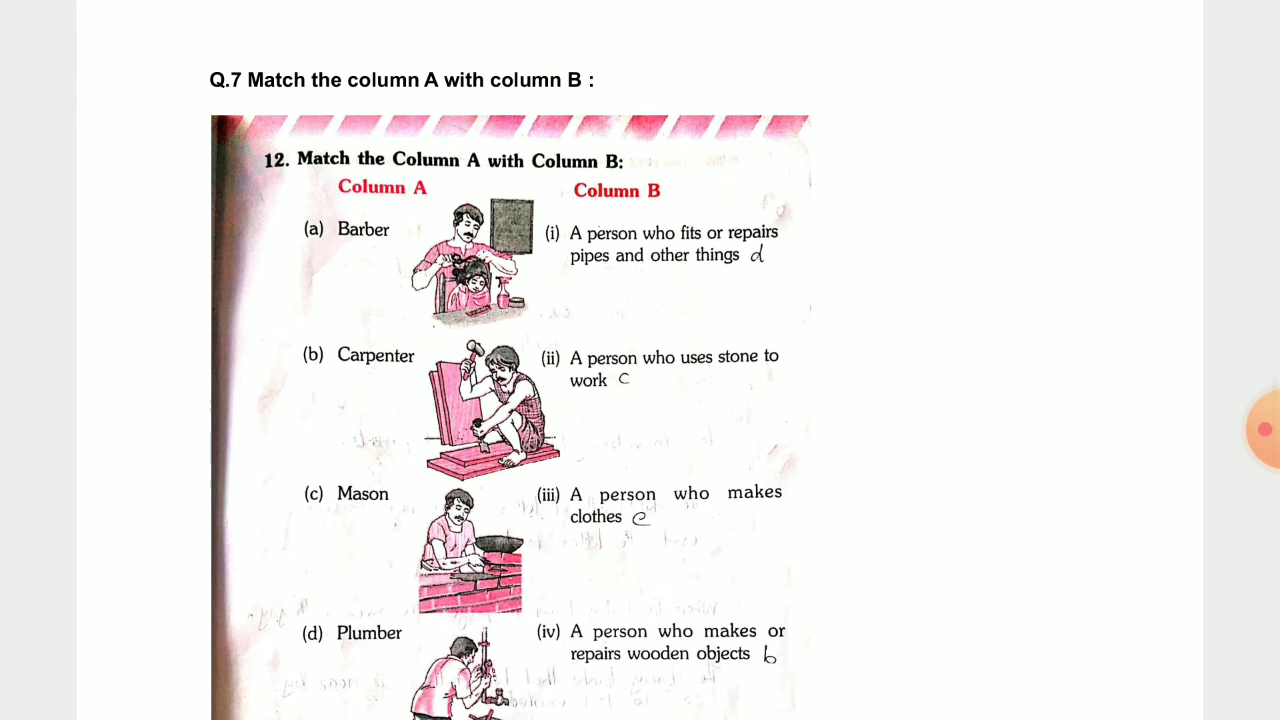 Q.7 Match the column A with column B :
12. Match the Column A with Column B:
Column A
Column B
(a) Barber
(i) A person who fits or repairs
pipes and other things d
(b) Carpenter
(ii) A person who uses stone to
work c
(c) Mason
(iii) A person who makes
clothes e
(d) Plumber
(iv) A person who makes or
repairs wooden objects b